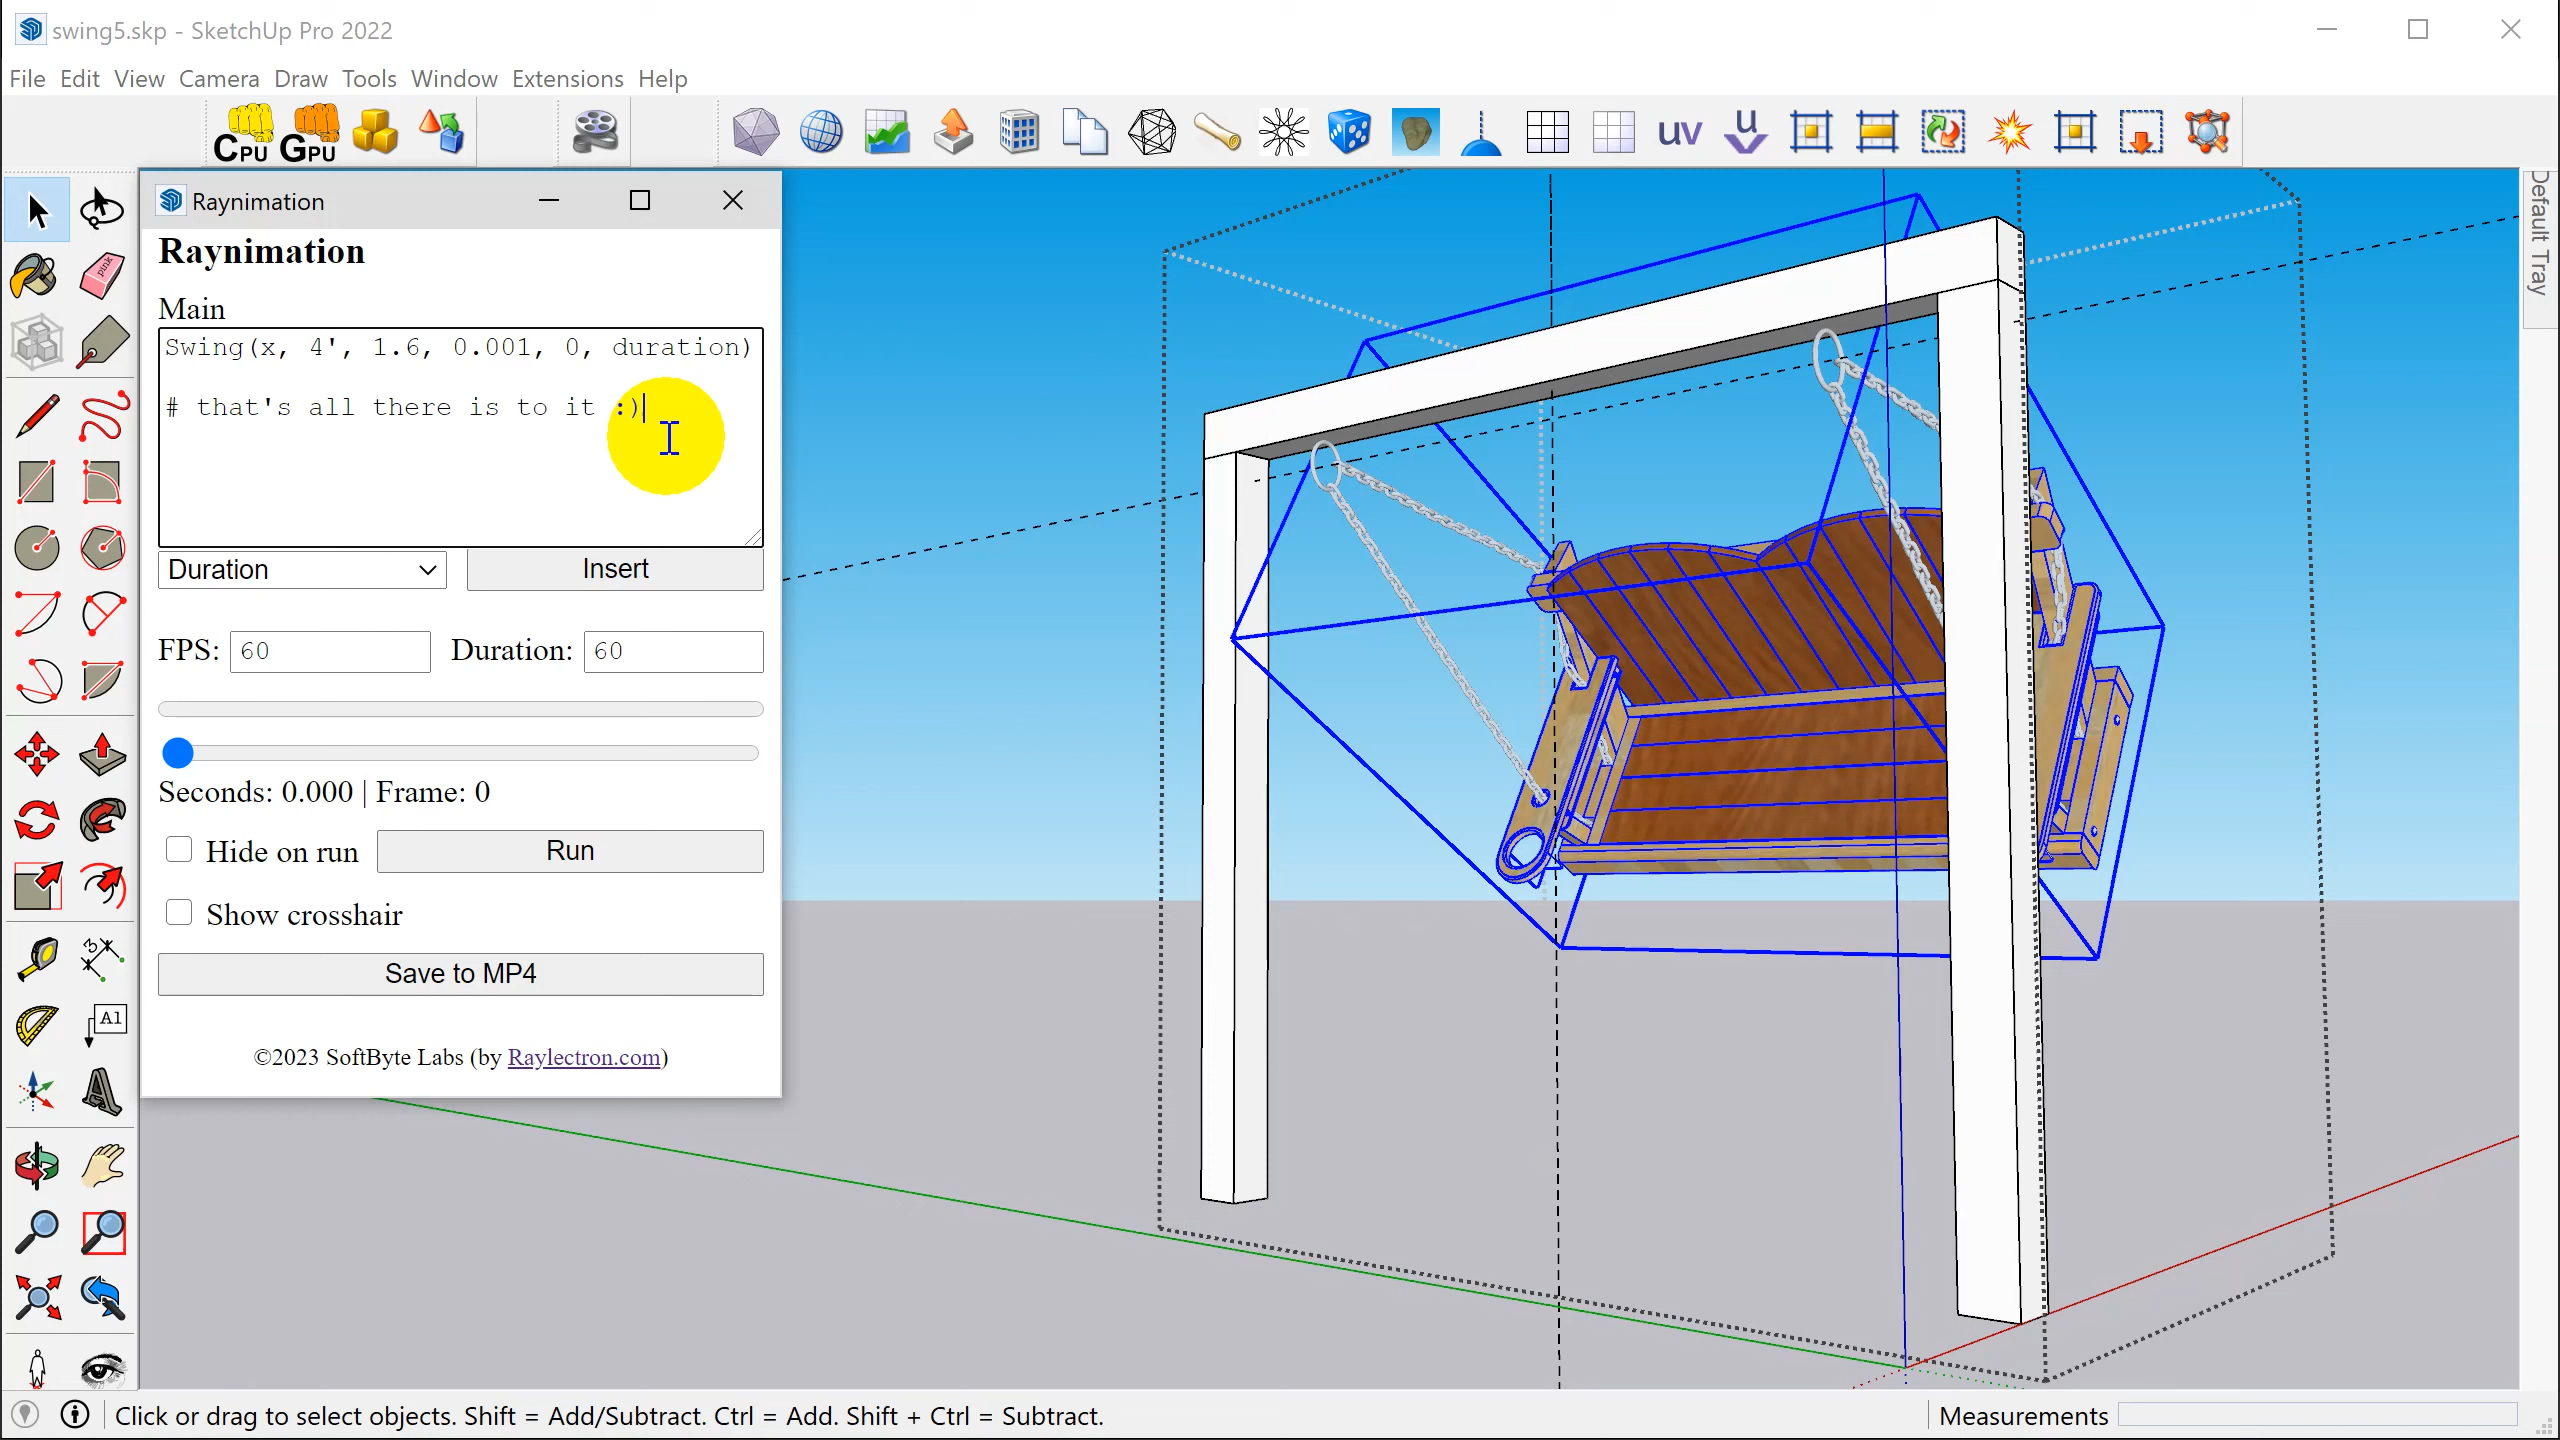 swing5.skp - SketchUp Pro 2022
File Edit View Camera Draw Tools Window Extensions Help
CPU GPU
uv
u
Default Tray
Raynimation
Raynimation
Main
Swing(x, 4', 1.6, 0.001, 0, duration)
# that's all there is to it :)
Duration
Insert
FPS: 60 Duration: 60
Seconds: 0.000 | Frame: 0
Hide on run
Run
Show crosshair
Save to MP4
©2023 SoftByte Labs (by Raylectron.com)
pink
3
A1
A
Click or drag to select objects. Shift = Add/Subtract. Ctrl = Add. Shift + Ctrl = Subtract.
Measurements